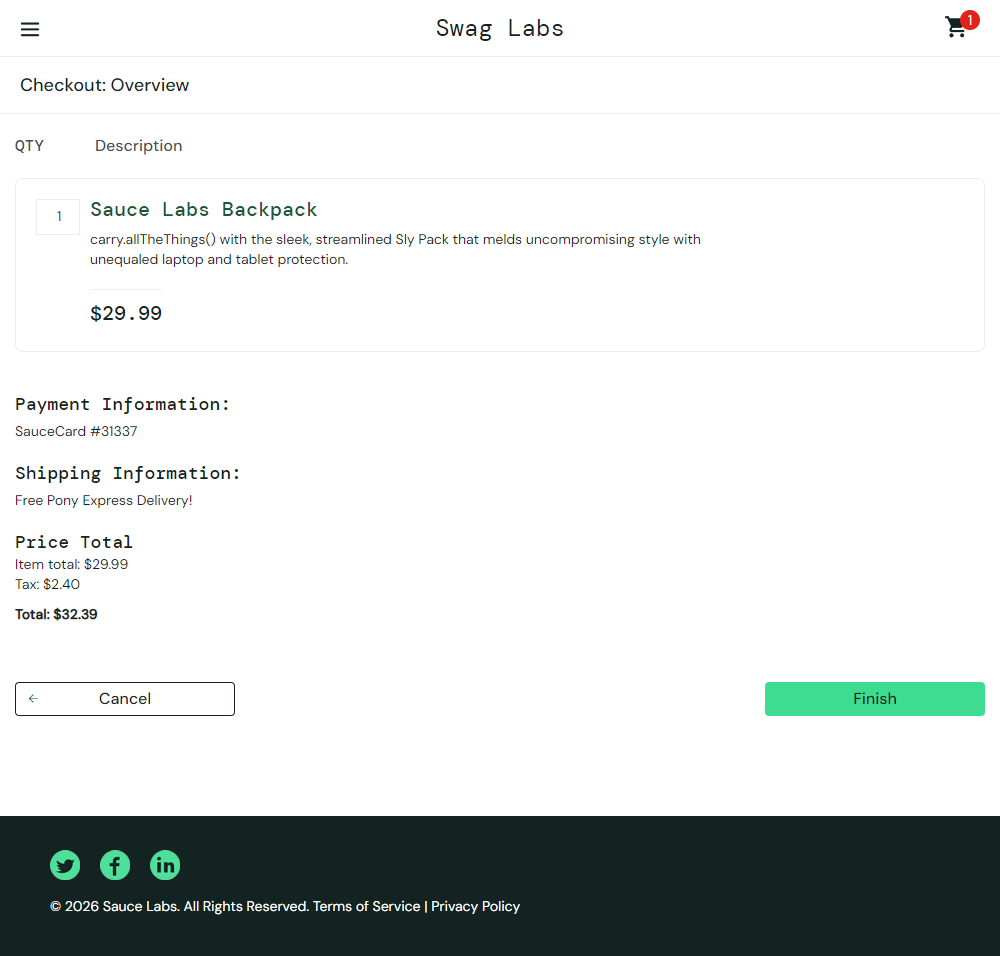 Swag Labs
1
Checkout: Overview
QTY Description
1
Sauce Labs Backpack
carry.allTheThings() with the sleek, streamlined Sly Pack that melds uncompromising style with
unequaled laptop and tablet protection.
$29.99
Payment Information:
SauceCard #31337
Shipping Information:
Free Pony Express Delivery!
Price Total
Item total: $29.99
Tax: $2.40
Total: $32.39
Cancel
Finish
© 2026 Sauce Labs. All Rights Reserved. Terms of Service | Privacy Policy